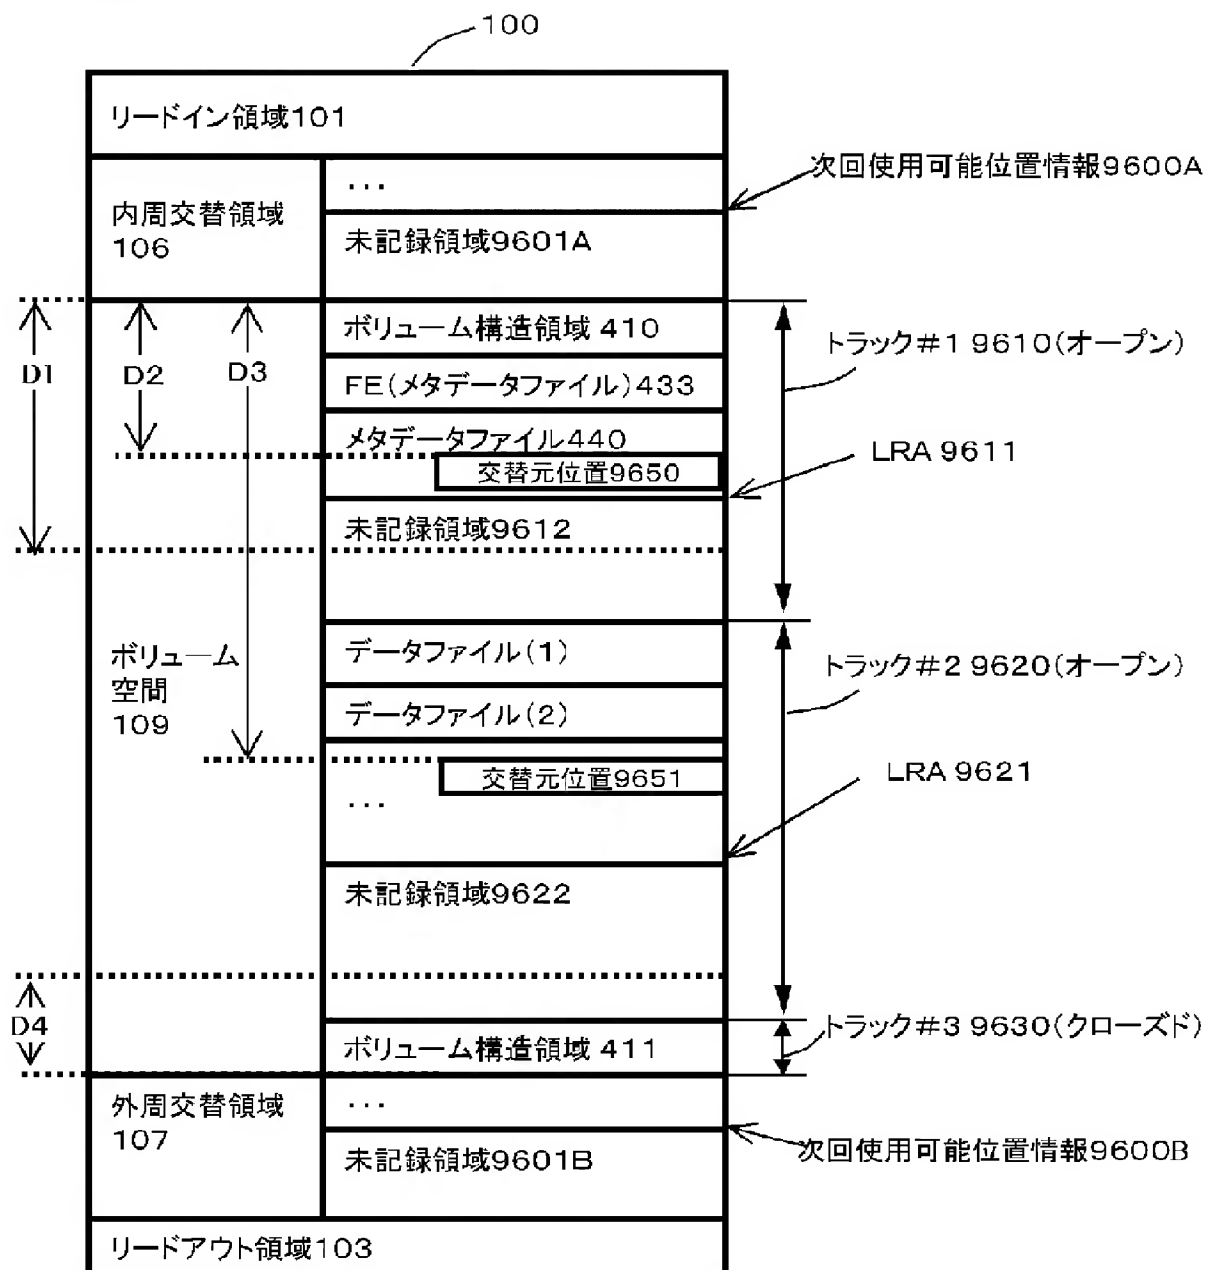 100
リードイン領域101
内周交替領域
106
...
未記録領域9601A
次回使用可能位置情報9600A
D1
D2
D3
ボリューム構造領域 410
FE(メタデータファイル)433
メタデータファイル440
交替元位置9650
未記録領域9612
トラック#1 9610(オープン)
LRA 9611
ボリューム
空間
109
データファイル(1)
データファイル(2)
交替元位置9651
...
未記録領域9622
トラック#2 9620(オープン)
LRA 9621
D4
ボリューム構造領域 411
トラック#3 9630(クローズド)
外周交替領域
107
...
未記録領域9601B
次回使用可能位置情報9600B
リードアウト領域103